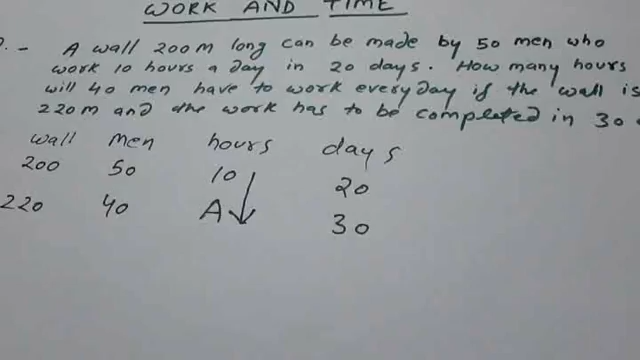 WORK AND TIME
A wall 200m long can be made by 50 men who
work 10 hours a day in 20 days. How many hours
will 40 men have to work everyday if the wall is
220m and the work has to be completed in 30
wall men hours days
200 50 10 20
220 40 A 30